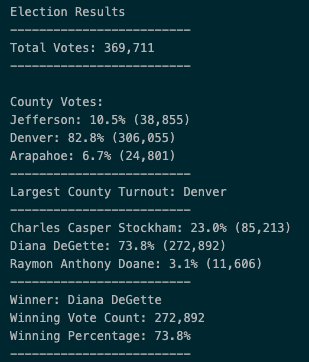 Election Results
-------------------------
Total Votes: 369,711
-------------------------
County Votes:
Jefferson: 10.5% (38,855)
Denver: 82.8% (306,055)
Arapahoe: 6.7% (24,801)
-------------------------
Largest County Turnout: Denver
-------------------------
Charles Casper Stockham: 23.0% (85,213)
Diana DeGette: 73.8% (272,892)
Raymon Anthony Doane: 3.1% (11,606)
-------------------------
Winner: Diana DeGette
Winning Vote Count: 272,892
Winning Percentage: 73.8%
-------------------------